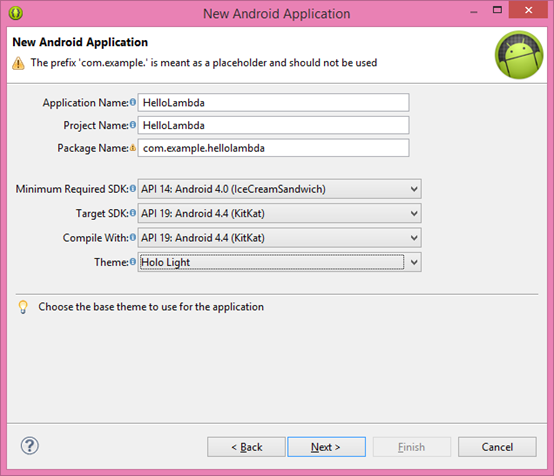 New Android Application
New Android Application
The prefix 'com.example.' is meant as a placeholder and should not be used
Application Name: HelloLambda
Project Name: HelloLambda
Package Name: com.example.hellolambda
Minimum Required SDK: API 14: Android 4.0 (IceCreamSandwich)
Target SDK: API 19: Android 4.4 (KitKat)
Compile With: API 19: Android 4.4 (KitKat)
Theme: Holo Light
Choose the base theme to use for the application
? < Back Next > Finish Cancel